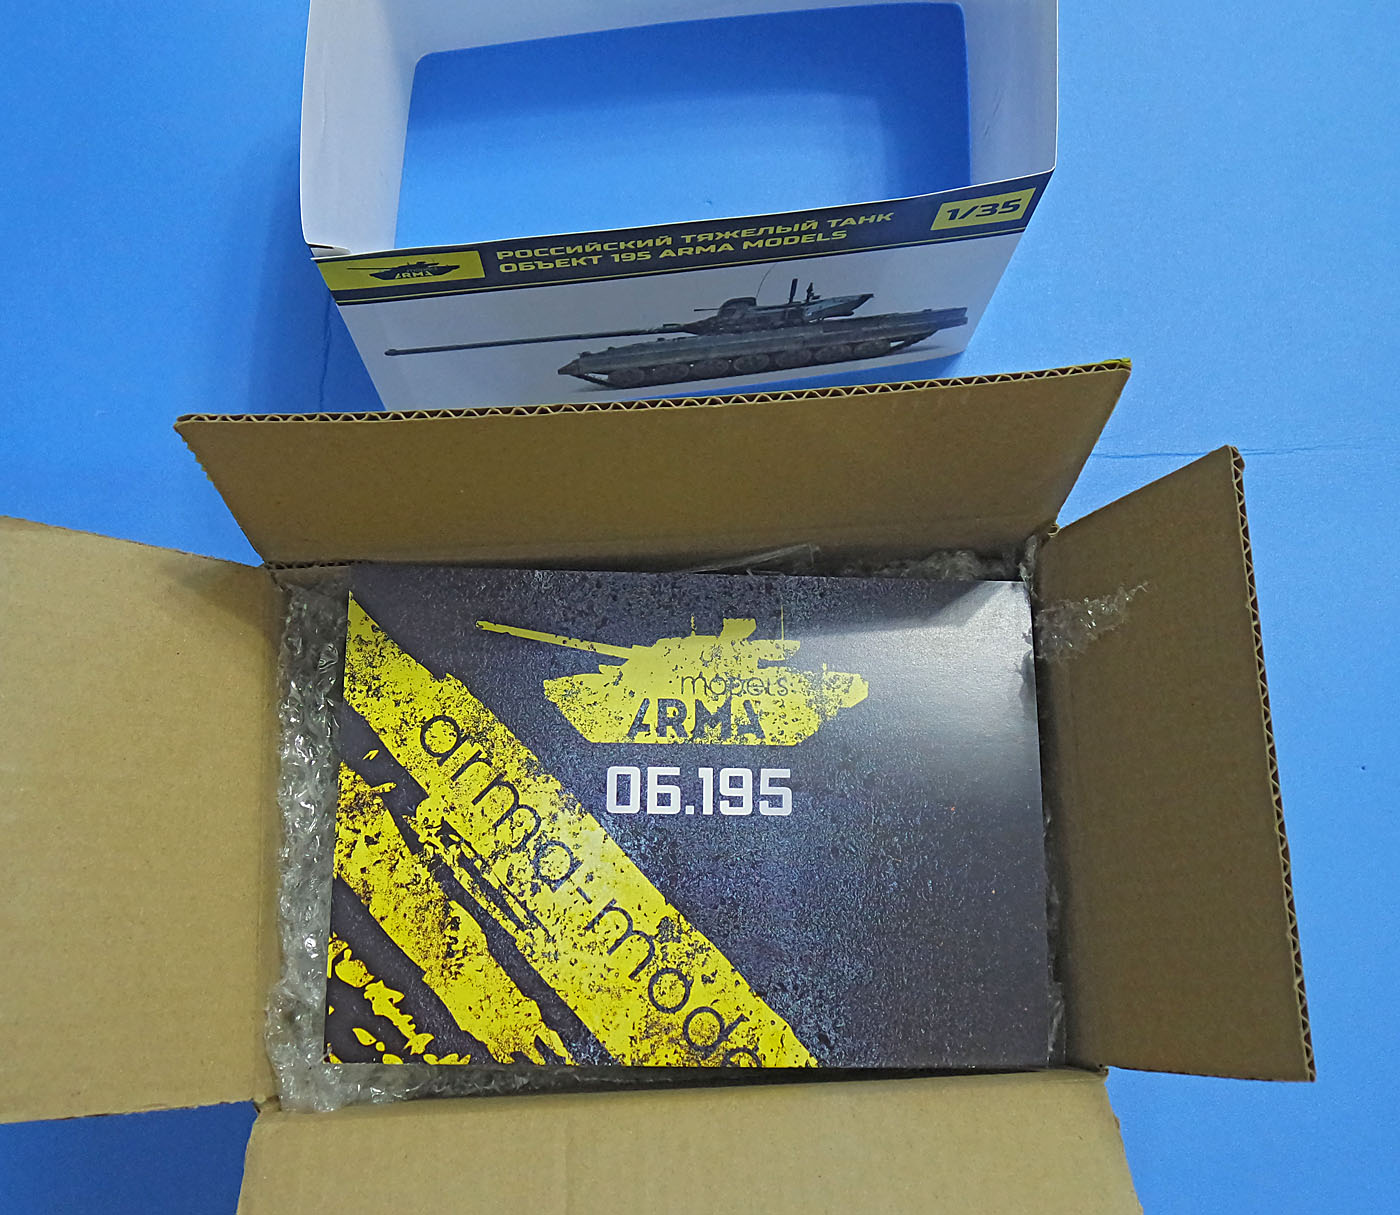 ARMA
РОССИЙСКИЙ ТЯЖЕЛЫЙ ТАНК
ОБЪЕКТ 195 ARMA MODELS
1/35
models
ARMA
ОБ.195
arma-mode